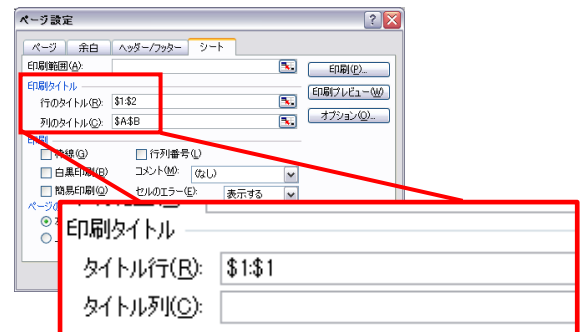 ページ設定
ページ 余白 ヘッダー/フッター シート
印刷範囲(A):
印刷(P)...
印刷タイトル
印刷プレビュー(W)
行のタイトル(R): $1:$2
オプション(O)...
列のタイトル(C): $A:$B
印刷
枠線(G) 行列番号(L)
白黒印刷(B) コメント(M): (なし)
簡易印刷(Q) セルのエラー(E): 表示する
ページの
印刷タイトル
タイトル行(R): $1:$1
タイトル列(C):